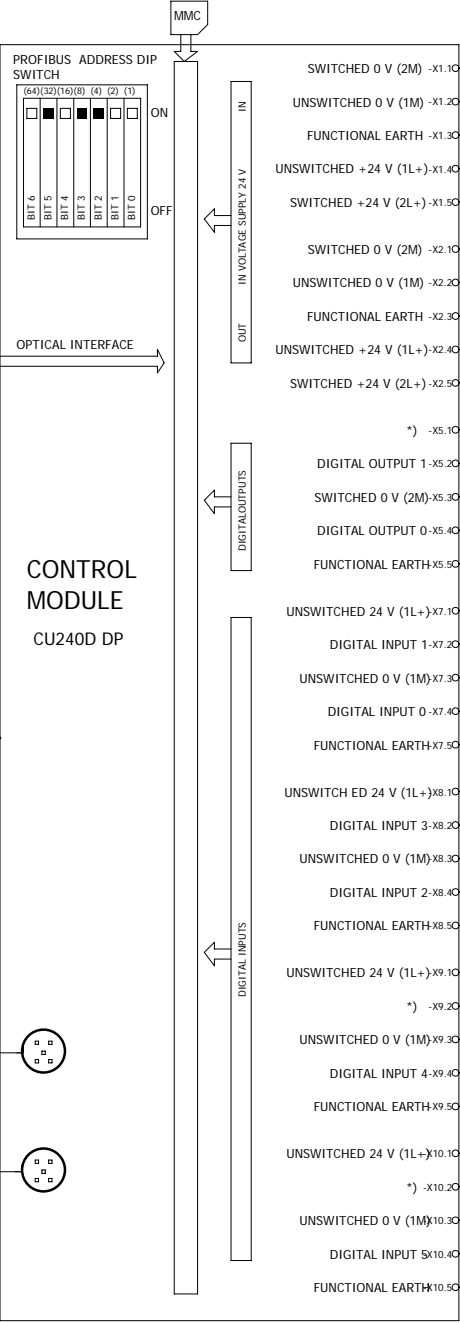 MMC
PROFIBUS ADDRESS DIP
SWITCH
(64)(32)(16)(8) (4) (2) (1)
ON
BIT 6
BIT 5
BIT 4
BIT 3
BIT 2
BIT 1
BIT 0
OFF
OPTICAL INTERFACE
CONTROL
MODULE
CU240D DP
IN
IN VOLTAGE SUPPLY 24 V
OUT
DIGITALOUTPUTS
DIGITAL INPUTS
SWITCHED 0 V (2M) -X1.1
UNSWITCHED 0 V (1M) -X1.2
FUNCTIONAL EARTH -X1.3
UNSWITCHED +24 V (1L+)-X1.4
SWITCHED +24 V (2L+) -X1.5
SWITCHED 0 V (2M) -X2.1
UNSWITCHED 0 V (1M) -X2.2
FUNCTIONAL EARTH -X2.3
UNSWITCHED +24 V (1L+)-X2.4
SWITCHED +24 V (2L+) -X2.5
*) -X5.1
DIGITAL OUTPUT 1-X5.2
SWITCHED 0 V (2M)-X5.3
DIGITAL OUTPUT 0-X5.4
FUNCTIONAL EARTH-X5.5
UNSWITCHED 24 V (1L+)-X7.1
DIGITAL INPUT 1-X7.2
UNSWITCHED 0 V (1M)-X7.3
DIGITAL INPUT 0-X7.4
FUNCTIONAL EARTH-X7.5
UNSWITCH ED 24 V (1L+)-X8.1
DIGITAL INPUT 3-X8.2
UNSWITCHED 0 V (1M)-X8.3
DIGITAL INPUT 2-X8.4
FUNCTIONAL EARTH-X8.5
UNSWITCHED 24 V (1L+)-X9.1
*) -X9.2
UNSWITCHED 0 V (1M)-X9.3
DIGITAL INPUT 4-X9.4
FUNCTIONAL EARTH-X9.5
UNSWITCHED 24 V (1L+)-X10.1
*) -X10.2
UNSWITCHED 0 V (1M)-X10.3
DIGITAL INPUT 5-X10.4
FUNCTIONAL EARTH-X10.5